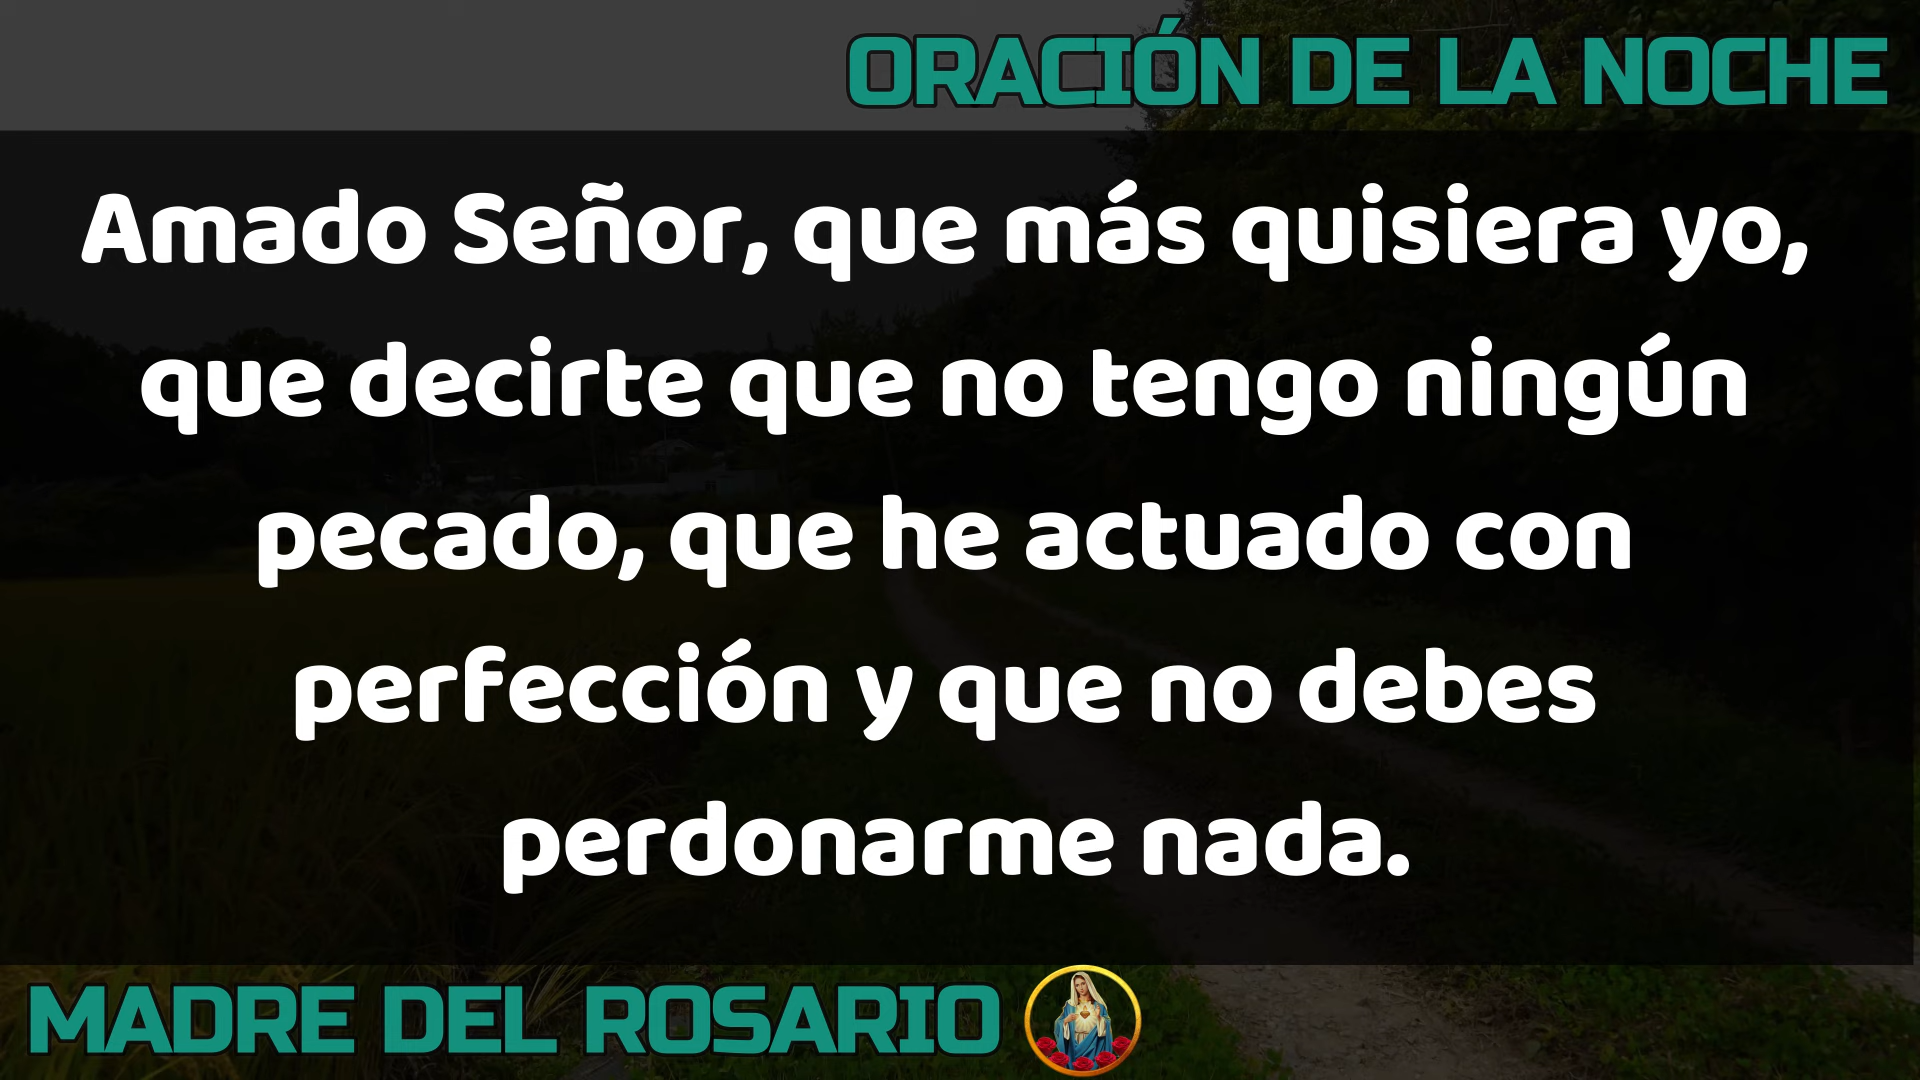 ORACIÓN DE LA NOCHE
Amado Señor, que más quisiera yo,
que decirte que no tengo ningún
pecado, que he actuado con
perfección y que no debes
perdonarme nada.
MADRE DEL ROSARIO